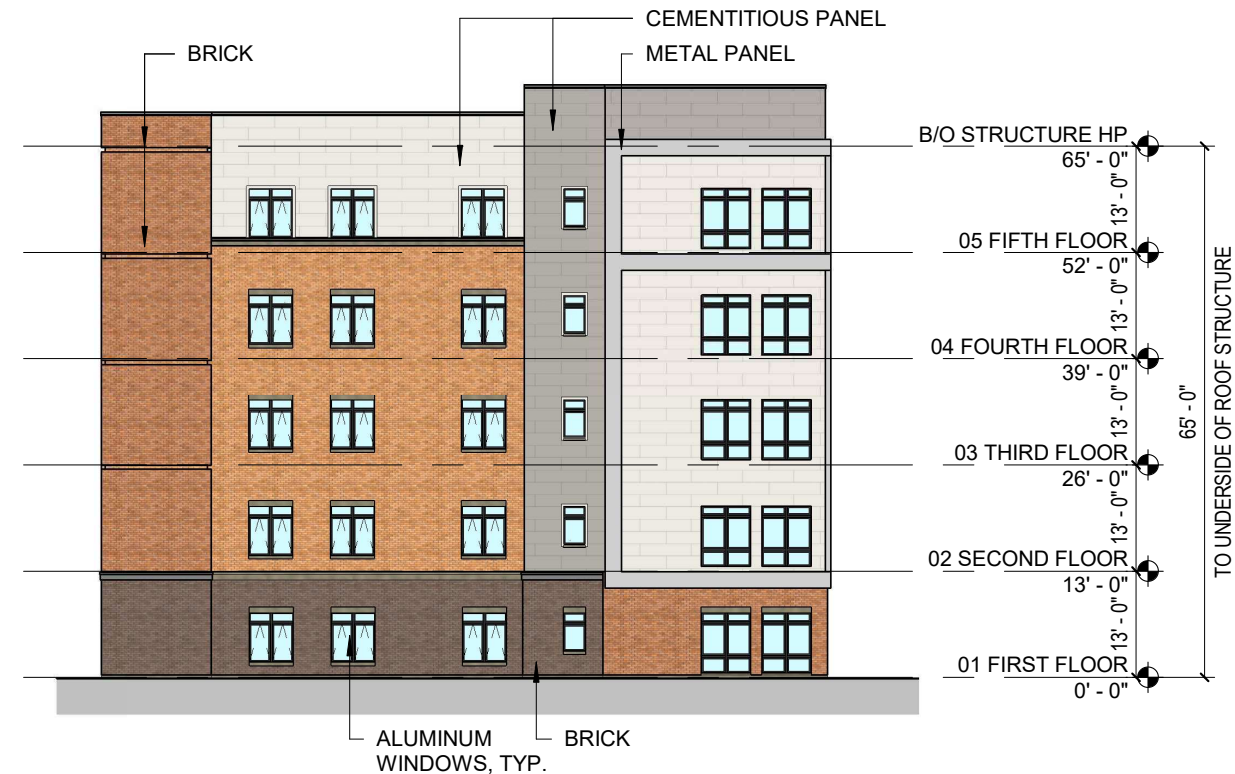 CEMENTITIOUS PANEL
BRICK
METAL PANEL
B/O STRUCTURE HP
65' - 0"
13' - 0"
05 FIFTH FLOOR
52' - 0"
13' - 0"
04 FOURTH FLOOR
39' - 0"
13' - 0"
03 THIRD FLOOR
26' - 0"
13' - 0"
02 SECOND FLOOR
13' - 0"
13' - 0"
01 FIRST FLOOR
0' - 0"
65' - 0"
TO UNDERSIDE OF ROOF STRUCTURE
ALUMINUM
WINDOWS, TYP.
BRICK